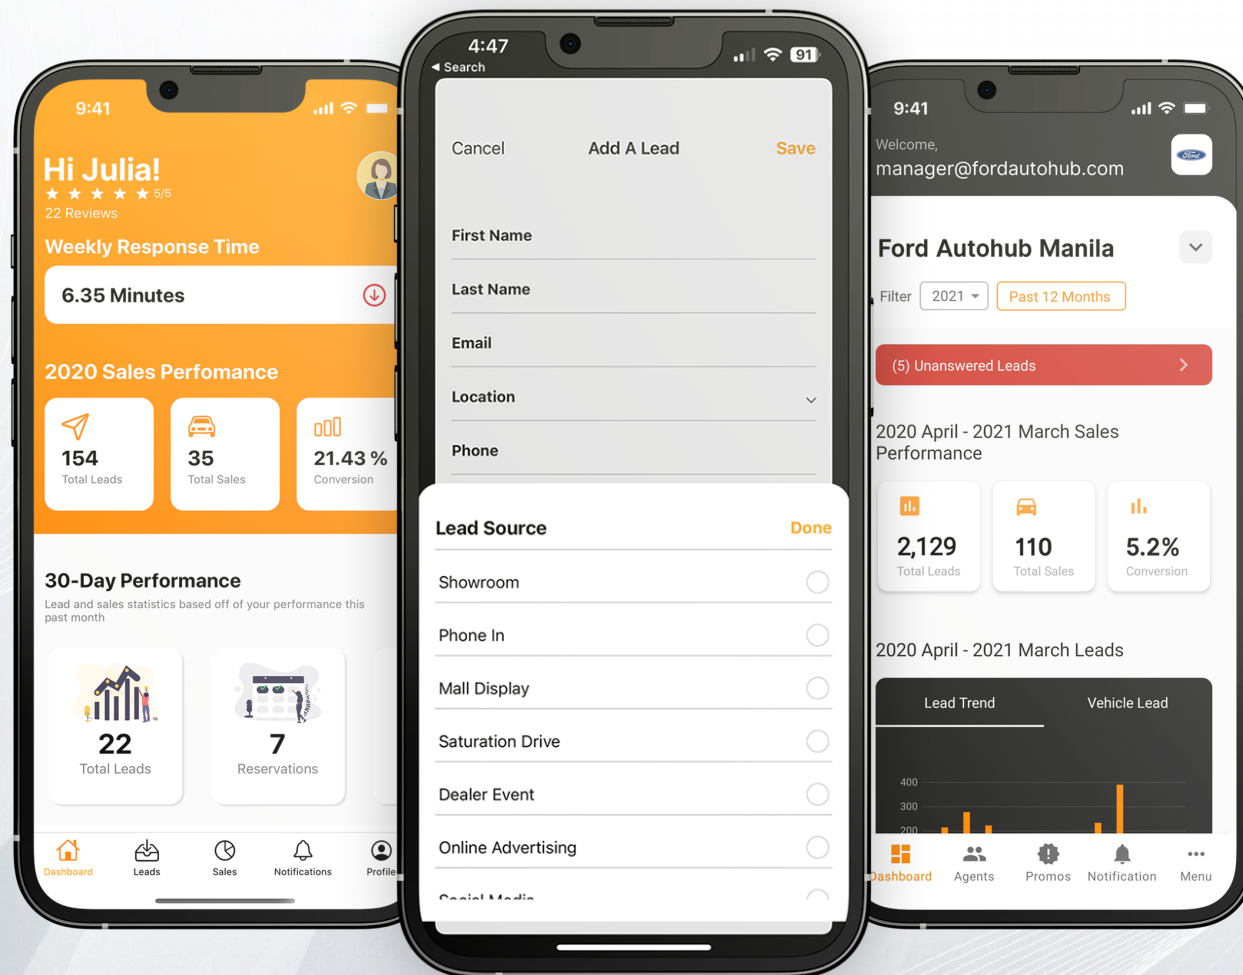 9:41
Hi Julia!
5/5
22 Reviews
Weekly Response Time
6.35 Minutes
2020 Sales Perfomance
154
Total Leads
35
Total Sales
21.43 %
Conversion
30-Day Performance
Lead and sales statistics based off of your performance this
past month
22
Total Leads
7
Reservations
Dashboard
Leads
Sales
Notifications
Profile
4:47
91
◀ Search
Cancel
Add A Lead
Save
First Name
Last Name
Email
Location
Phone
Lead Source
Done
Showroom
Phone In
Mall Display
Saturation Drive
Dealer Event
Online Advertising
Social Media
9:41
Welcome,
manager@fordautohub.com
Ford
Ford Autohub Manila
Filter
2021
Past 12 Months
(5) Unanswered Leads
2020 April - 2021 March Sales
Performance
2,129
Total Leads
110
Total Sales
5.2%
Conversion
2020 April - 2021 March Leads
Lead Trend
Vehicle Lead
400
300
200
Dashboard
Agents
Promos
Notification
Menu